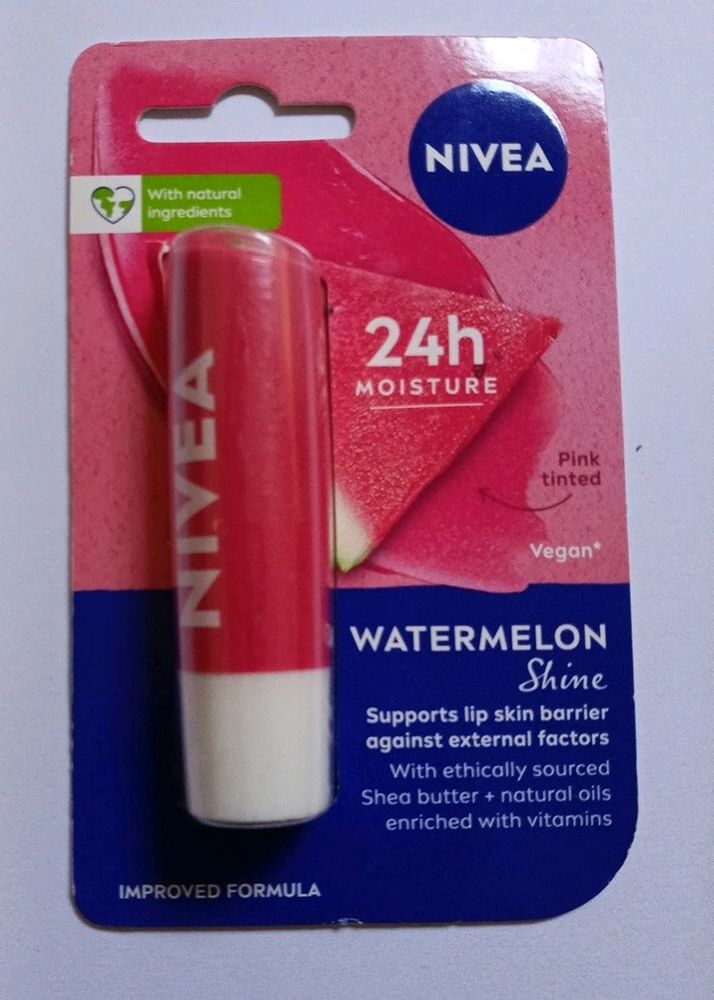 NIVEA
With natural
ingredients
24h
MOISTURE
Pink
tinted
Vegan*
NIVEA
WATERMELON
Shine
Supports lip skin barrier
against external factors
With ethically sourced
Shea butter + natural oils
enriched with vitamins
IMPROVED FORMULA